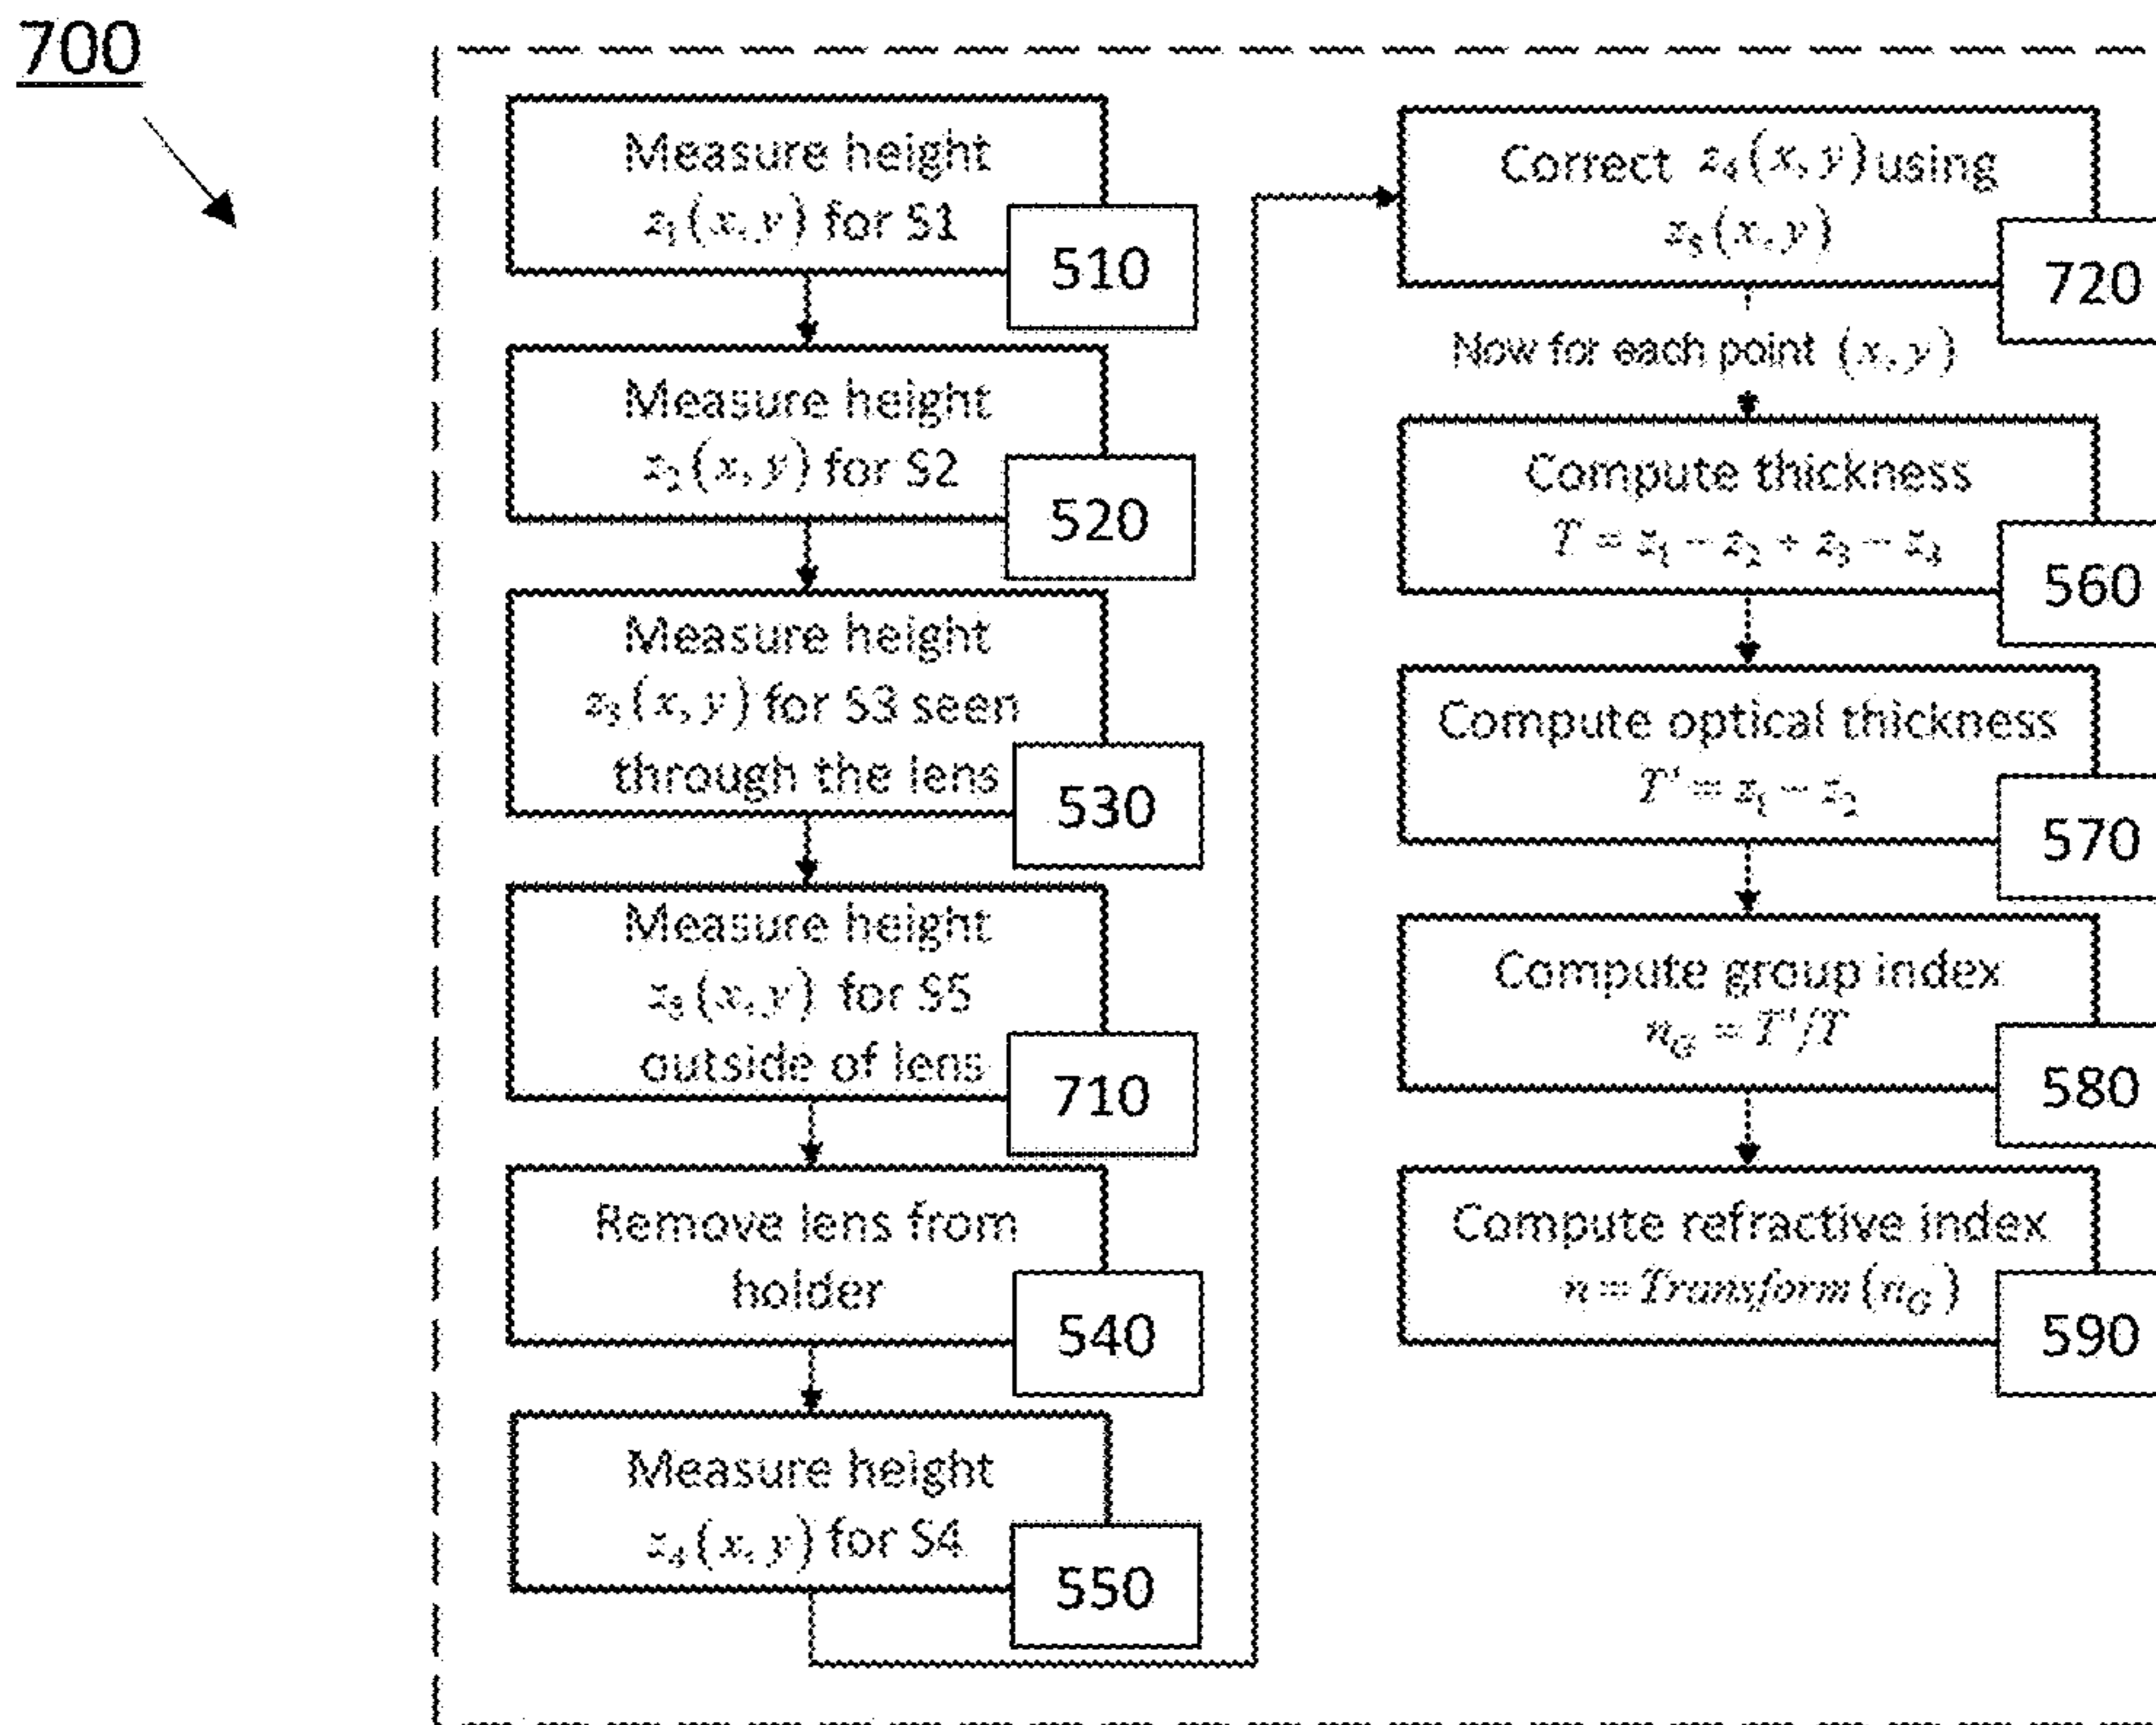 700
Measure height
z₁(x, y) for S1
510
Measure height
z₂(x, y) for S2
520
Measure height
z₃(x, y) for S3 seen
through the lens
530
Measure height
z₅(x, y) for S5
outside of lens
710
Remove lens from
holder
540
Measure height
z₄(x, y) for S4
550
Correct z₄(x, y) using
z₅(x, y)
720
Now for each point (x, y)
Compute thickness
T = z₁ − z₂ + z₃ − z₄
560
Compute optical thickness
T' = z₁ − z₂
570
Compute group index
n_G = T'/T
580
Compute refractive index
n = Transform (n_G)
590